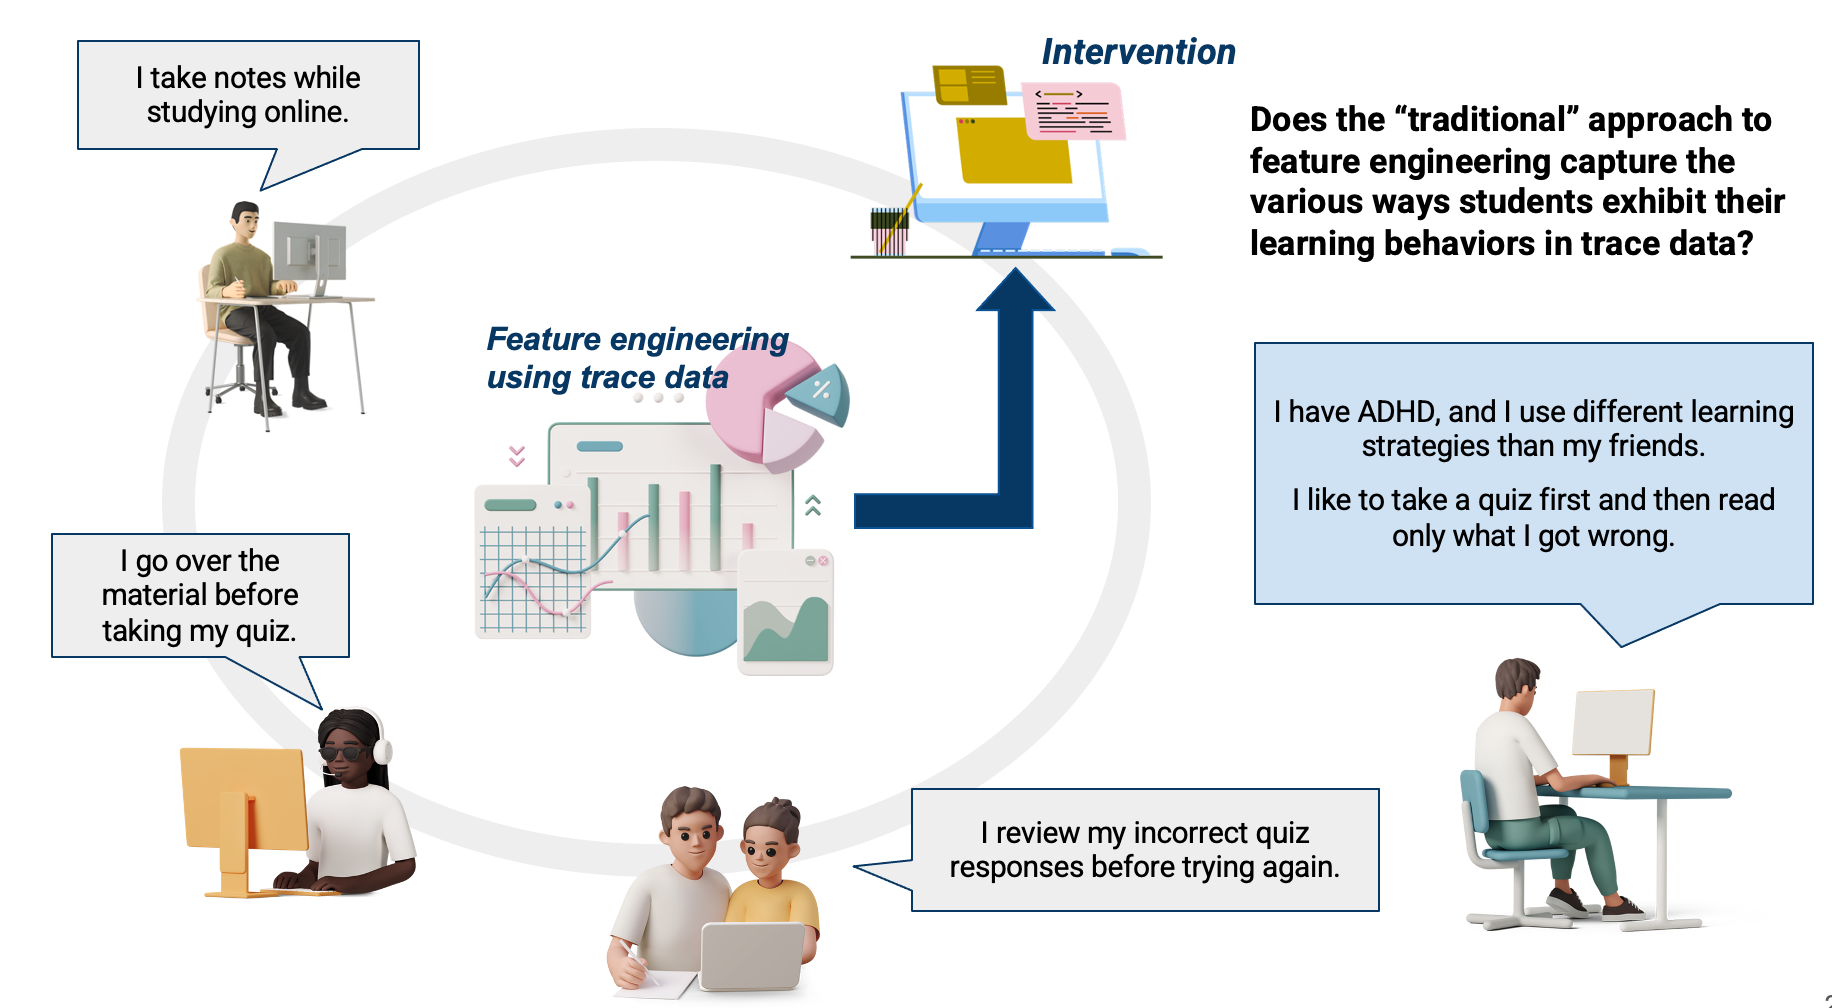 Intervention
I take notes while
studying online.
Does the “traditional” approach to
feature engineering capture the
various ways students exhibit their
learning behaviors in trace data?
Feature engineering
using trace data
%
I have ADHD, and I use different learning
strategies than my friends.
I like to take a quiz first and then read
only what I got wrong.
I go over the
material before
taking my quiz.
I review my incorrect quiz
responses before trying again.